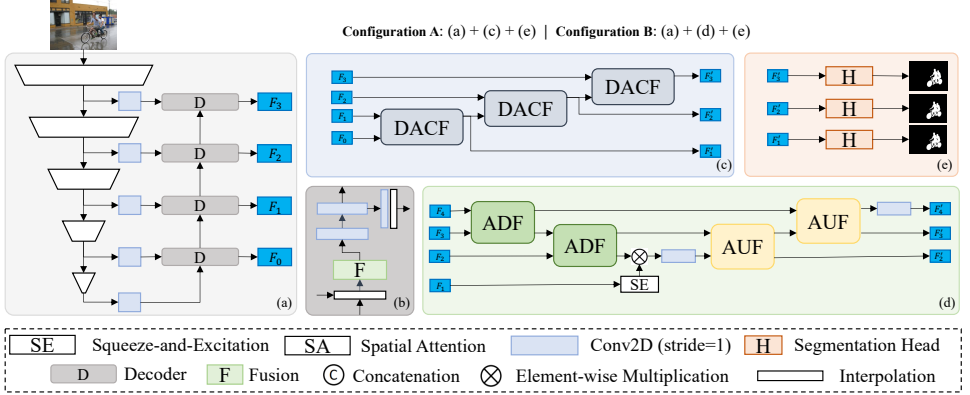 Configuration A: (a) + (c) + (e) | Configuration B: (a) + (d) + (e)
D
F3
D
F2
D
F1
D
F0
(a)
F
(b)
F3
F2
F1
F0
DACF
DACF
DACF
F3'
F2'
F1'
(c)
F3' H
F2' H
F1' H
(e)
F4
F3
F2
F1
ADF
ADF
SE
AUF
AUF
F4'
F3'
F2'
(d)
SE Squeeze-and-Excitation SA Spatial Attention Conv2D (stride=1) H Segmentation Head
D Decoder F Fusion C Concatenation Element-wise Multiplication Interpolation